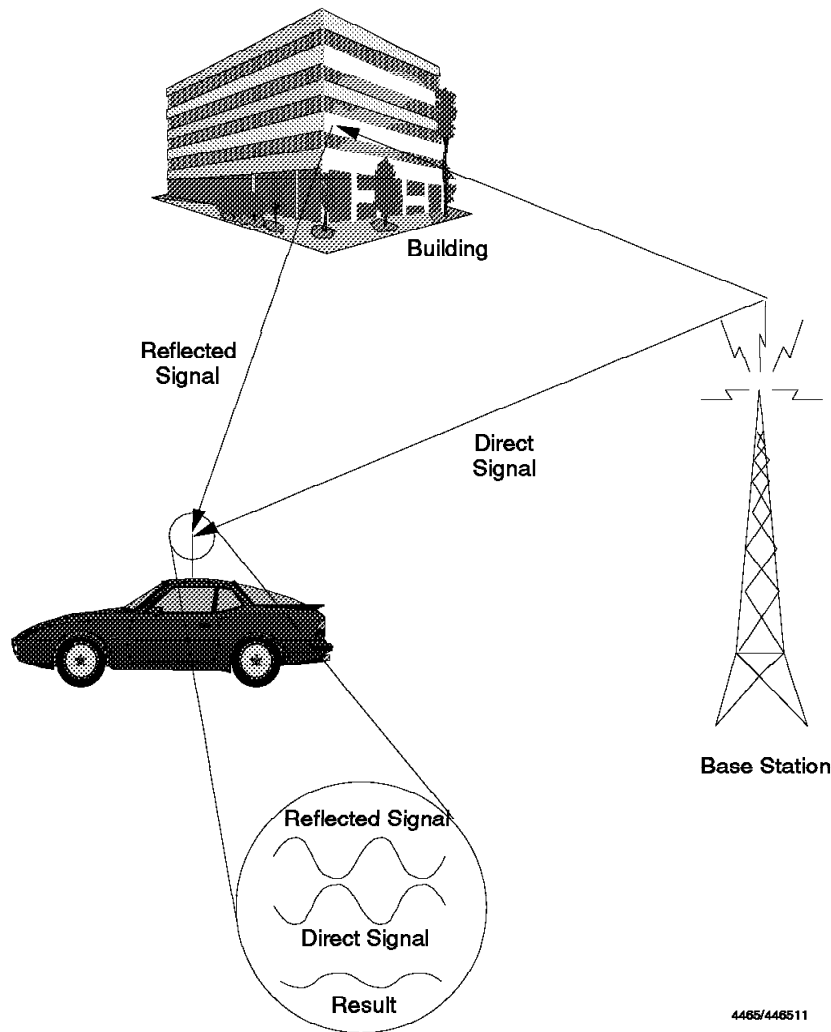 Building
Reflected
Signal
Direct
Signal
Base Station
Reflected Signal
Direct Signal
Result
4465/446511